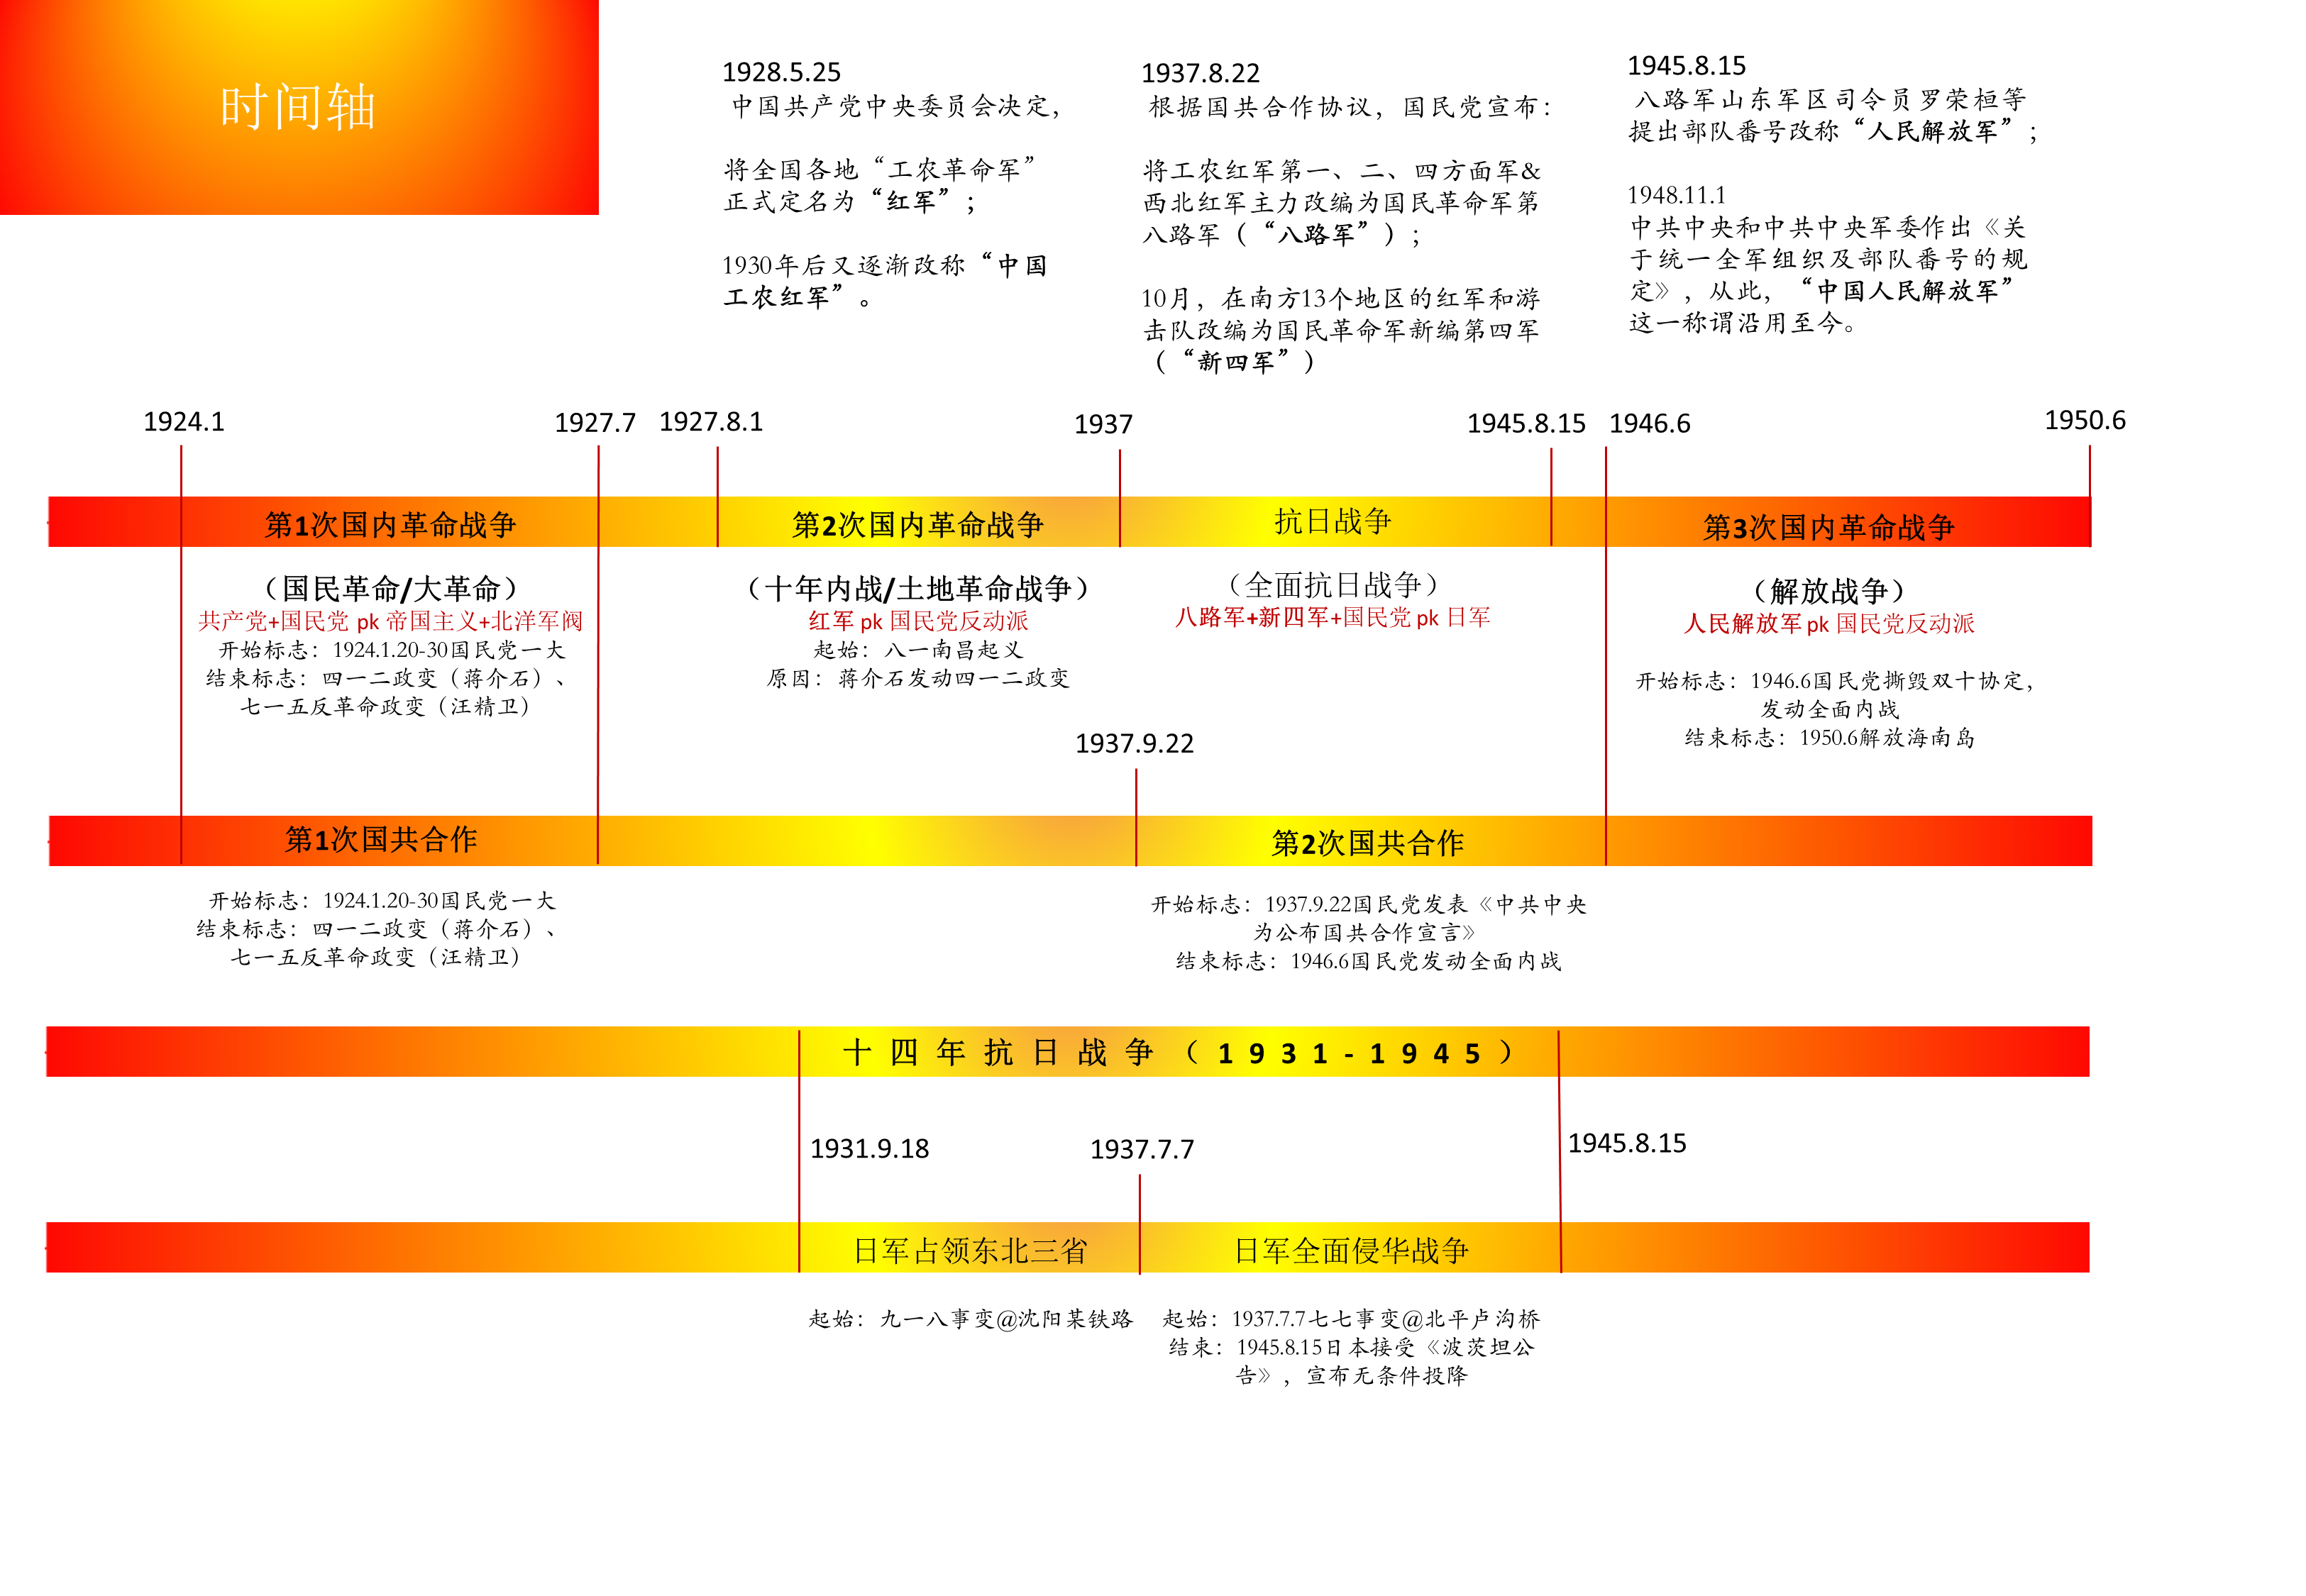 时间轴
1928.5.25
中国共产党中央委员会决定，
将全国各地“工农革命军”
正式定名为“红军”；
1930年后又逐渐改称“中国
工农红军”。
1937.8.22
根据国共合作协议，国民党宣布：
将工农红军第一、二、四方面军&
西北红军主力改编为国民革命军第
八路军（“八路军”）；
10月，在南方13个地区的红军和游
击队改编为国民革命军新编第四军
（“新四军”）
1945.8.15
八路军山东军区司令员罗荣桓等
提出部队番号改称“人民解放军”；
1948.11.1
中共中央和中共中央军委作出《关
于统一全军组织及部队番号的规
定》，从此，“中国人民解放军”
这一称谓沿用至今。
1924.1
1927.7
1927.8.1
1937
1945.8.15
1946.6
1950.6
第1次国内革命战争
第2次国内革命战争
抗日战争
第3次国内革命战争
（国民革命/大革命）
共产党+国民党 pk 帝国主义+北洋军阀
开始标志：1924.1.20-30国民党一大
结束标志：四一二政变（蒋介石）、
七一五反革命政变（汪精卫）
（十年内战/土地革命战争）
红军 pk 国民党反动派
起始：八一南昌起义
原因：蒋介石发动四一二政变
（全面抗日战争）
八路军+新四军+国民党 pk 日军
（解放战争）
人民解放军 pk 国民党反动派
开始标志：1946.6国民党撕毁双十协定，
发动全面内战
结束标志：1950.6解放海南岛
1937.9.22
第1次国共合作
第2次国共合作
开始标志：1924.1.20-30国民党一大
结束标志：四一二政变（蒋介石）、
七一五反革命政变（汪精卫）
开始标志：1937.9.22国民党发表《中共中央
为公布国共合作宣言》
结束标志：1946.6国民党发动全面内战
十四年抗日战争（1931-1945）
1931.9.18
1937.7.7
1945.8.15
日军占领东北三省
日军全面侵华战争
起始：九一八事变@沈阳某铁路
起始：1937.7.7七七事变@北平卢沟桥
结束：1945.8.15日本接受《波茨坦公
告》，宣布无条件投降